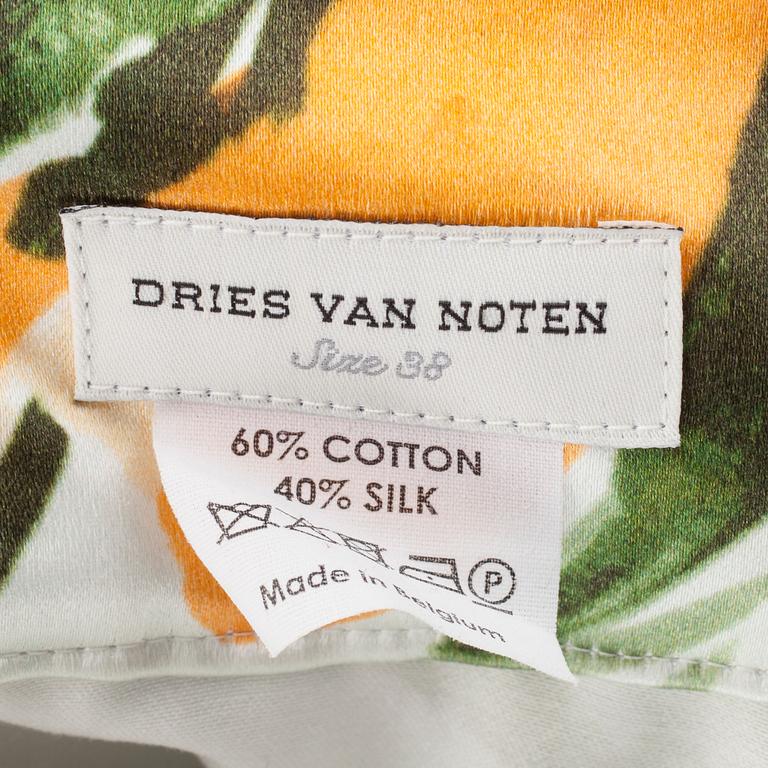 DRIES VAN NOTEN
Size 38
60% COTTON
40% SILK
P
Made in Belgium